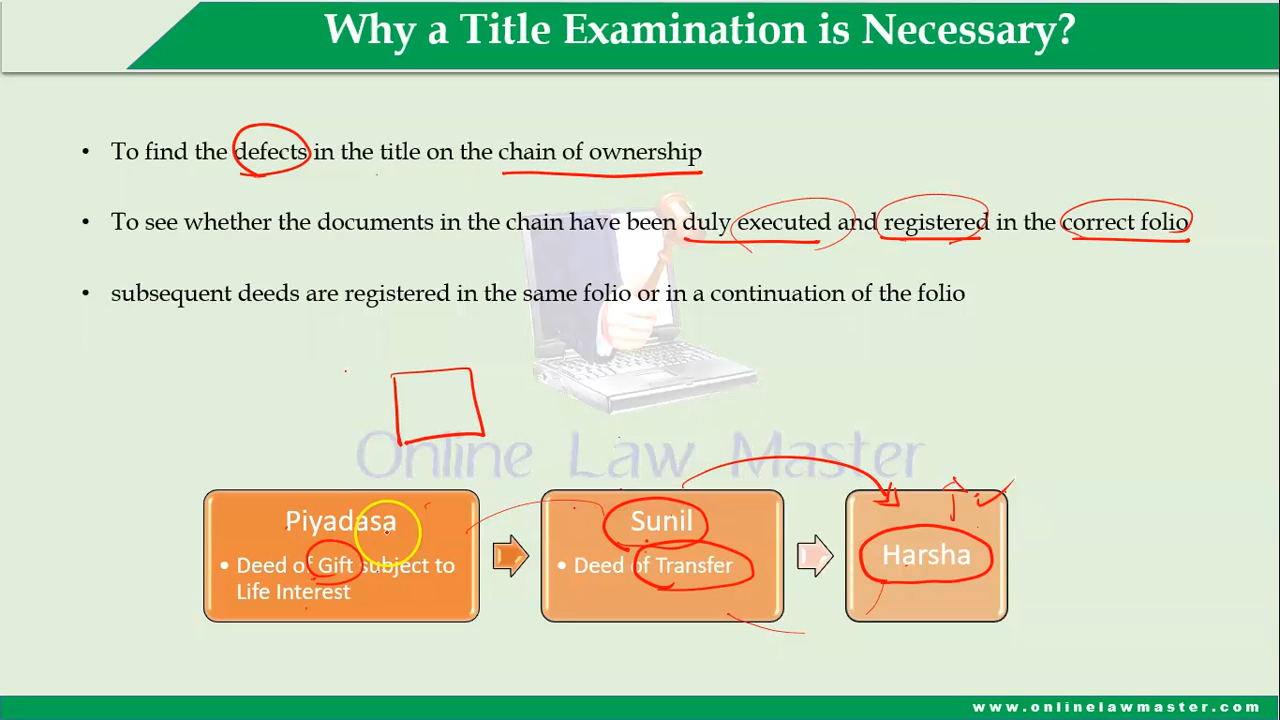 Why a Title Examination is Necessary?
• To find the defects in the title on the chain of ownership
• To see whether the documents in the chain have been duly executed and registered in the correct folio
• subsequent deeds are registered in the same folio or in a continuation of the folio
Online Law Master
Piyadasa
• Deed of Gift subject to
Life Interest
Sunil
• Deed of Transfer
Harsha
www.onlinelawmaster.com